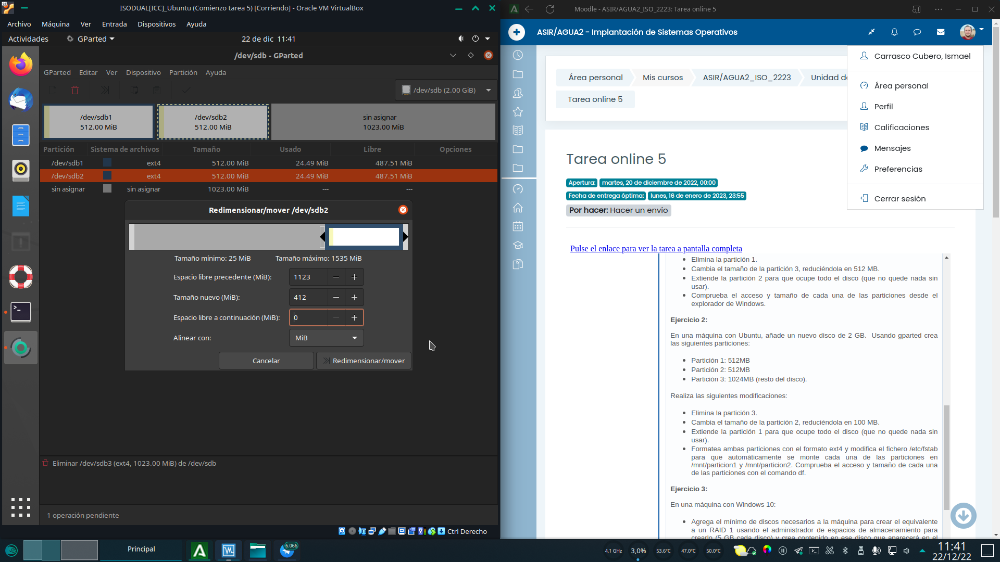 ISODUAL[ICC]_Ubuntu (Comienzo tarea 5) [Corriendo] - Oracle VM VirtualBox
Archivo Máquina Ver Entrada Dispositivos Ayuda
Actividades GParted 22 de dic 11:41
/dev/sdb - GParted
GParted Editar Ver Dispositivo Partición Ayuda
/dev/sdb (2.00 GiB)
/dev/sdb1
512.00 MiB
/dev/sdb2
512.00 MiB
sin asignar
1023.00 MiB
Partición Sistema de archivos Tamaño Usado Libre Opciones
/dev/sdb1 ext4 512.00 MiB 24.49 MiB 487.51 MiB
/dev/sdb2 ext4 512.00 MiB 24.49 MiB 487.51 MiB
sin asignar sin asignar 1023.00 MiB --- ---
Redimensionar/mover /dev/sdb2
Tamaño mínimo: 25 MiB Tamaño máximo: 1535 MiB
Espacio libre precedente (MiB): 1123
Tamaño nuevo (MiB): 412
Espacio libre a continuación (MiB): 0
Alinear con: MiB
Cancelar Redimensionar/mover
Eliminar /dev/sdb3 (ext4, 1023.00 MiB) de /dev/sdb
1 operación pendiente
Ctrl Derecho
Moodle - ASIR/AGUA2_ISO_2223: Tarea online 5
ASIR/AGUA2 - Implantación de Sistemas Operativos
Área personal Mis cursos ASIR/AGUA2_ISO_2223 Unidad de
Tarea online 5
Carrasco Cubero, Ismael
Área personal
Perfil
Calificaciones
Mensajes
Preferencias
Cerrar sesión
Tarea online 5
Apertura: martes, 20 de diciembre de 2022, 00:00
Fecha de entrega óptima: lunes, 16 de enero de 2023, 23:55
Por hacer: Hacer un envío
Pulse el enlace para ver la tarea a pantalla completa
Elimina la partición 1.
Cambia el tamaño de la partición 3, reduciéndola en 512 MB.
Extiende la partición 2 para que ocupe todo el disco (que no quede nada sin
usar).
Comprueba el acceso y tamaño de cada una de las particiones desde el
explorador de Windows.
Ejercicio 2:
En una máquina con Ubuntu, añade un nuevo disco de 2 GB. Usando gparted crea
las siguientes particiones:
Partición 1: 512MB
Partición 2: 512MB
Partición 3: 1024MB (resto del disco).
Realiza las siguientes modificaciones:
Elimina la partición 3.
Cambia el tamaño de la partición 2, reduciéndola en 100 MB.
Extiende la partición 1 para que ocupe todo el disco (que no quede nada sin
usar).
Formatea ambas particiones con el formato ext4 y modifica el fichero /etc/fstab
para que automáticamente se monte cada una de las particiones en
/mnt/particion1 y /mnt/particion2. Comprueba el acceso y tamaño de cada una
de las particiones con el comando df.
Ejercicio 3:
En una máquina con Windows 10:
Agrega el mínimo de discos necesarios a la máquina para crear el equivalente
a un RAID 1 usando el administrador de espacios de almacenamiento para
crearlo (5 GB cada disco) y crea contenido en ese disco que aparecerá en el
Principal
6.066
4,1 GHz 3,0% 53,6°C 47,0°C 50,0°C
11:41
22/12/22